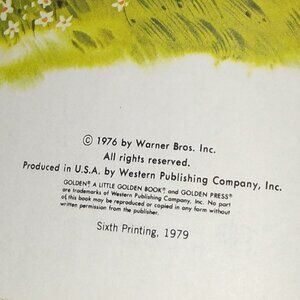 © 1976 by Warner Bros. Inc.
All rights reserved.
Produced in U.S.A. by Western Publishing Company, Inc.
GOLDEN® A LITTLE GOLDEN BOOK® and GOLDEN PRESS®
are trademarks of Western Publishing Company, Inc. No part
of this book may be reproduced or copied in any form without
written permission from the publisher.
Sixth Printing, 1979